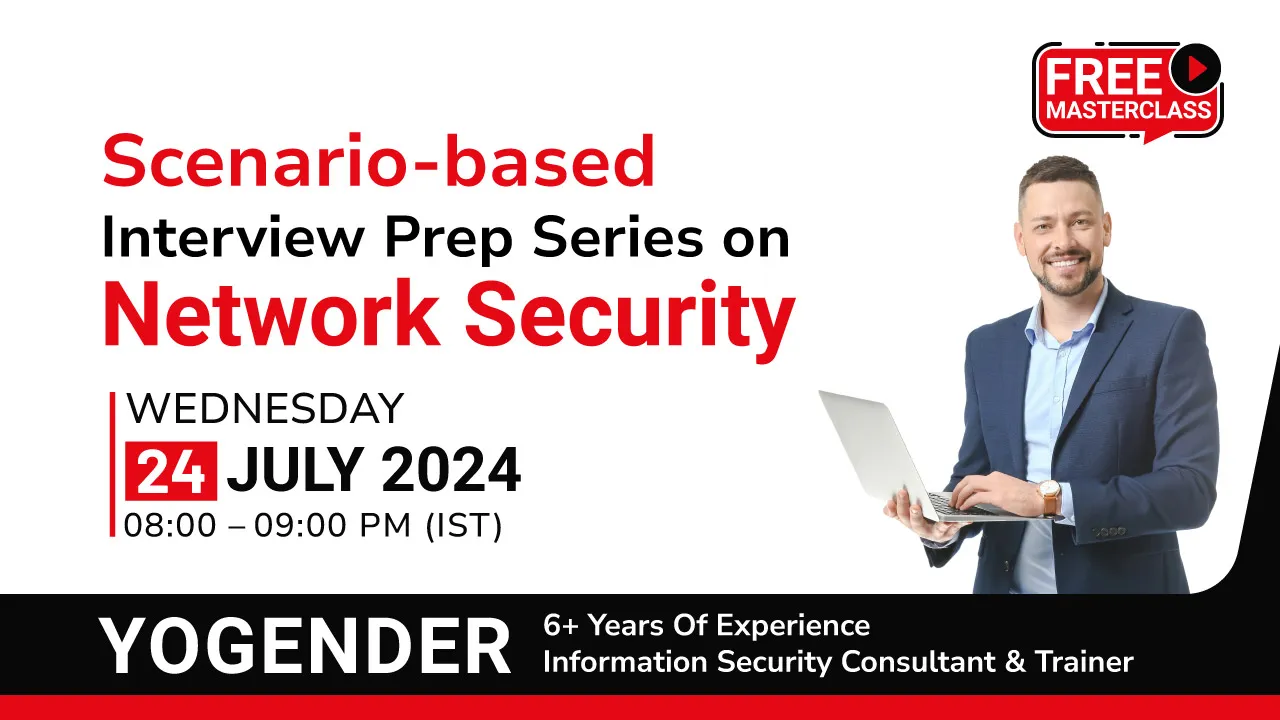 FREE
MASTERCLASS
Scenario-based
Interview Prep Series on
Network Security
WEDNESDAY
24 JULY 2024
08:00 – 09:00 PM (IST)
YOGENDER
6+ Years Of Experience
Information Security Consultant & Trainer